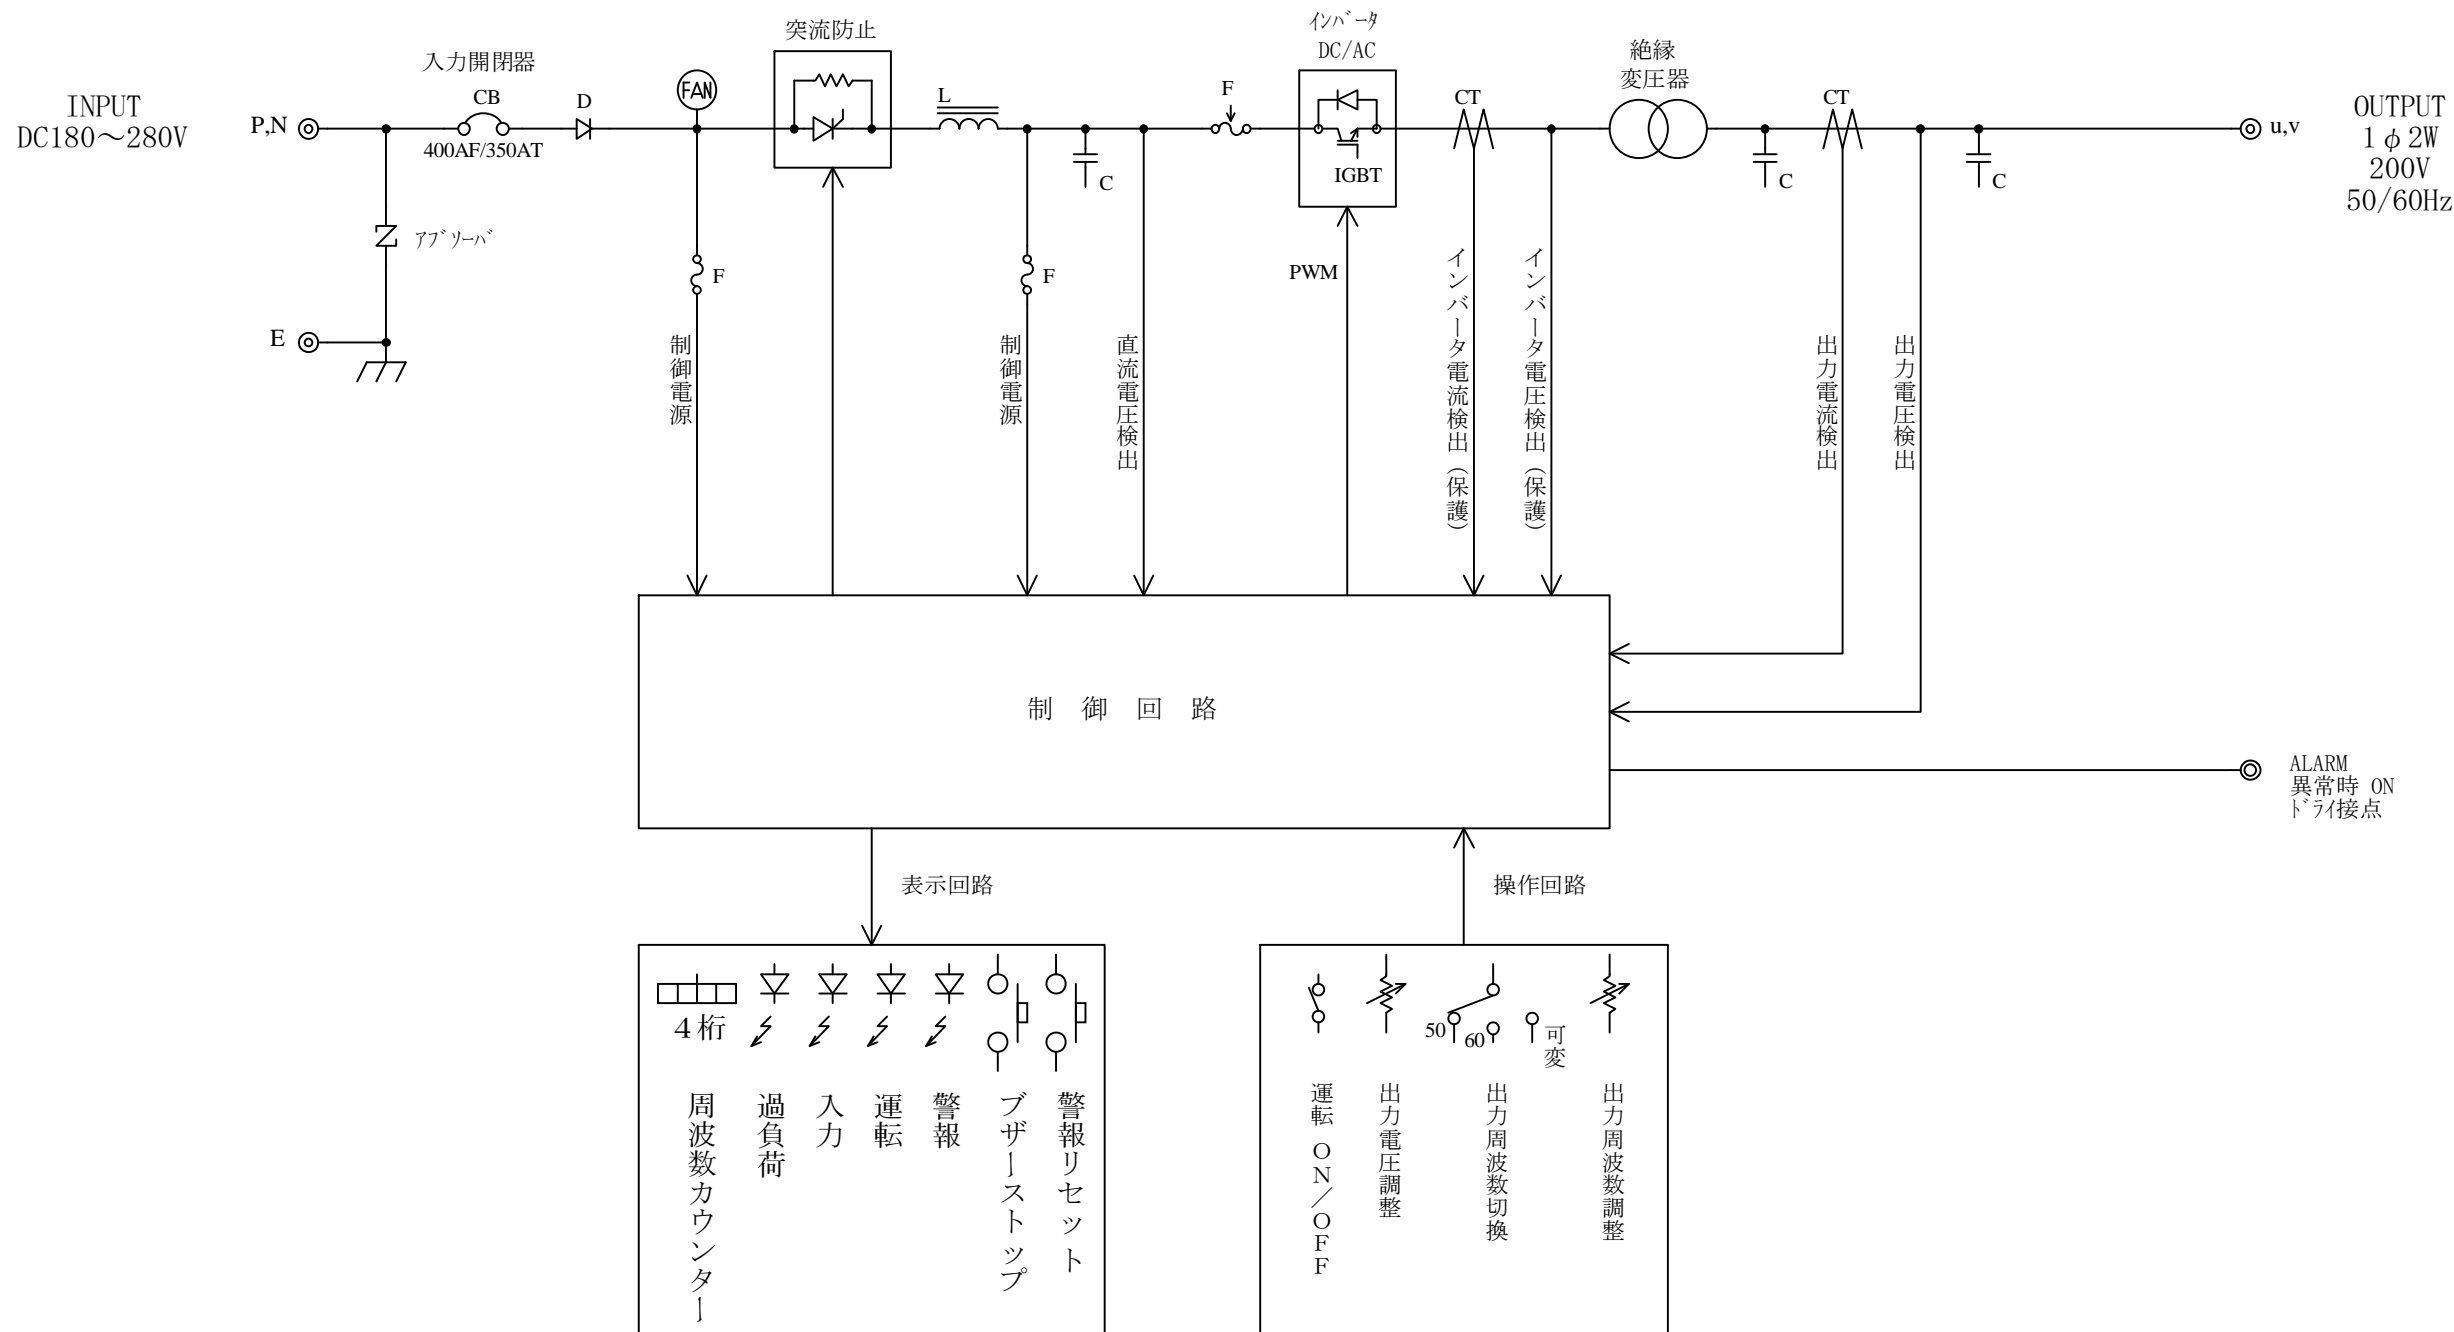 突流防止
ｲﾝﾊﾞｰﾀ
DC/AC
絶縁
変圧器
入力開閉器
INPUT
DC180～280V
P,N
CB
400AF/350AT
D
FAN
L
C
F
IGBT
CT
C
CT
C
u,v
OUTPUT
1φ2W
200V
50/60Hz
ｱﾌﾞｿｰﾊﾞ
E
F
制御電源
F
制御電源
直流電圧検出
PWM
インバータ電流検出（保護）
インバータ電圧検出（保護）
出力電流検出
出力電圧検出
制御回路
ALARM
異常時 ON
ﾄﾞﾗｲ接点
表示回路
操作回路
4桁
周波数カウンター
過負荷
入力
運転
警報
ブザーストップ
警報リセット
50
60
可変
運転 ON／OFF
出力電圧調整
出力周波数切換
出力周波数調整